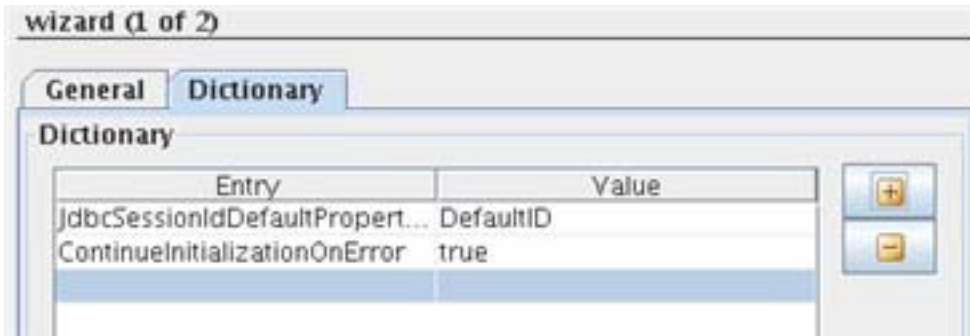 wizard (1 of 2)
General Dictionary
Dictionary
Entry Value
JdbcSessionIdDefaultPropert... DefaultID
ContinueInitializationOnError true